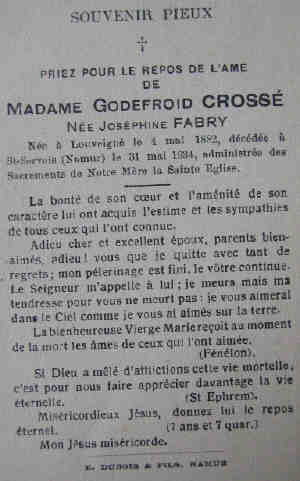 SOUVENIR PIEUX
PRIEZ POUR LE REPOS DE L'AME
DE
MADAME GODEFROID CROSSÉ
NÉE JOSÉPHINE FABRY
Née à Louveigné le 4 mai 1882, décédée à
St-Servais (Namur) le 31 mai 1934, administrée des
Sacrements de Notre Mère la Sainte Eglise.
La bonté de son cœur et l'aménité de son
caractère lui ont acquis l'estime et les sympathies
de tous ceux qui l'ont connue.
Adieu cher et excellent époux, parents bien-
aimés, adieu ! vous que je quitte avec tant de
regrets ; mon pélerinage est fini, le vôtre continue.
Le Seigneur m'appelle à lui ; je meurs mais ma
tendresse pour vous ne meurt pas : je vous aimerai
dans le Ciel comme je vous ai aimés sur la terre.
La bienheureuse Vierge Marie reçoit au moment
de la mort les âmes de ceux qui l'ont aimée.
(Fénélon).
Si Dieu a mêlé d'afflictions cette vie mortelle,
c'est pour nous faire apprécier davantage la vie
éternelle. (St Ephrem).
Miséricordieux Jésus, donnez lui le repos
éternel. (7 ans et 7 quar.)
Mon Jésus miséricorde.
E. DUBOIS & FILS, NAMUR